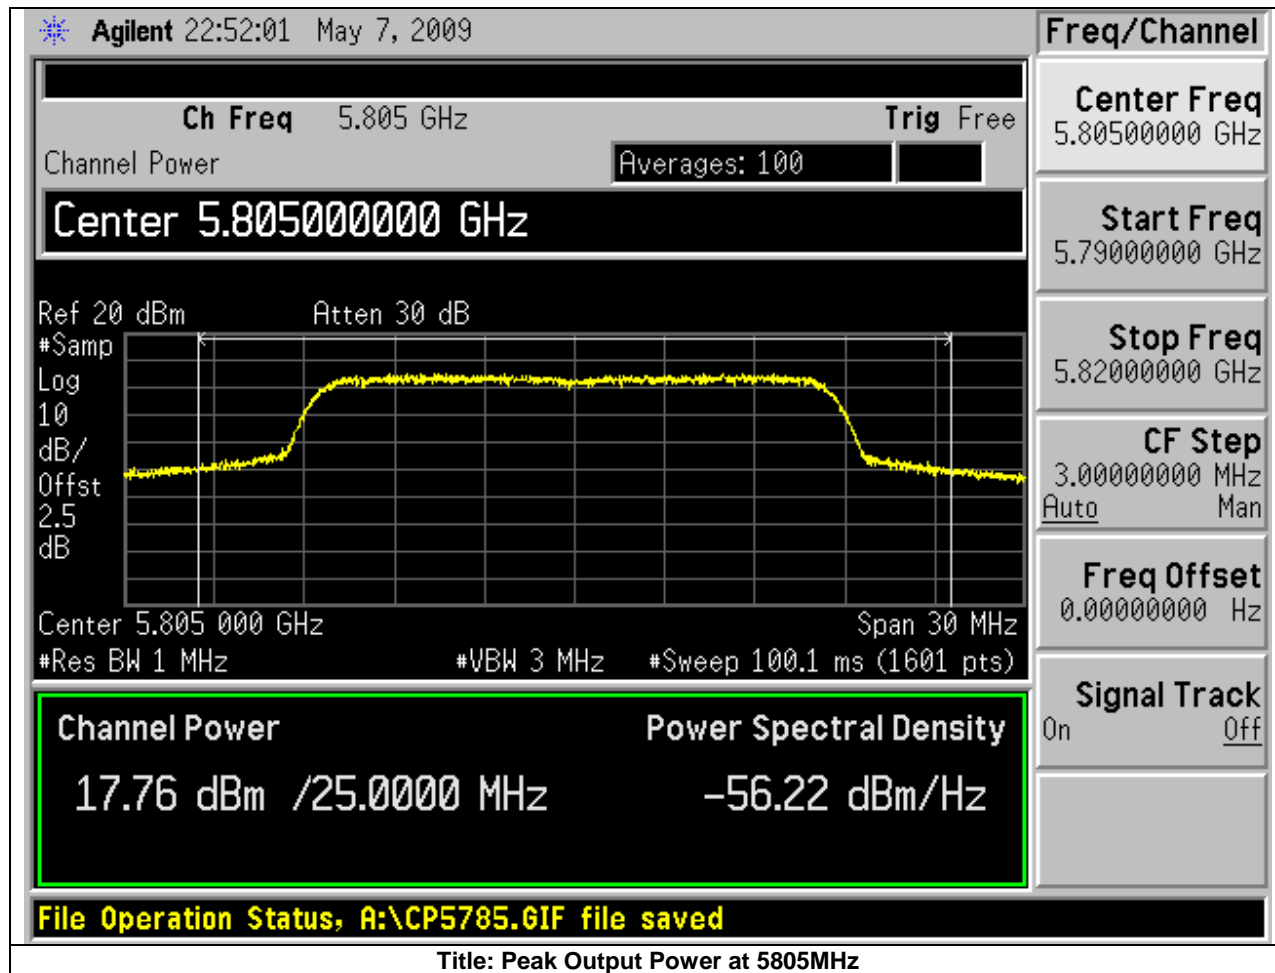 Agilent 22:52:01 May 7, 2009
Freq/Channel
Ch Freq 5.805 GHz Trig Free
Channel Power Averages: 100
Center 5.805000000 GHz
Ref 20 dBm Atten 30 dB
#Samp
Log
10
dB/
Offst
2.5
dB
Center 5.805 000 GHz Span 30 MHz
#Res BW 1 MHz #VBW 3 MHz #Sweep 100.1 ms (1601 pts)
Channel Power Power Spectral Density
17.76 dBm /25.0000 MHz -56.22 dBm/Hz
File Operation Status, A:\CP5785.GIF file saved
Center Freq
5.80500000 GHz
Start Freq
5.79000000 GHz
Stop Freq
5.82000000 GHz
CF Step
3.00000000 MHz
Auto Man
Freq Offset
0.00000000 Hz
Signal Track
On Off
Title: Peak Output Power at 5805MHz